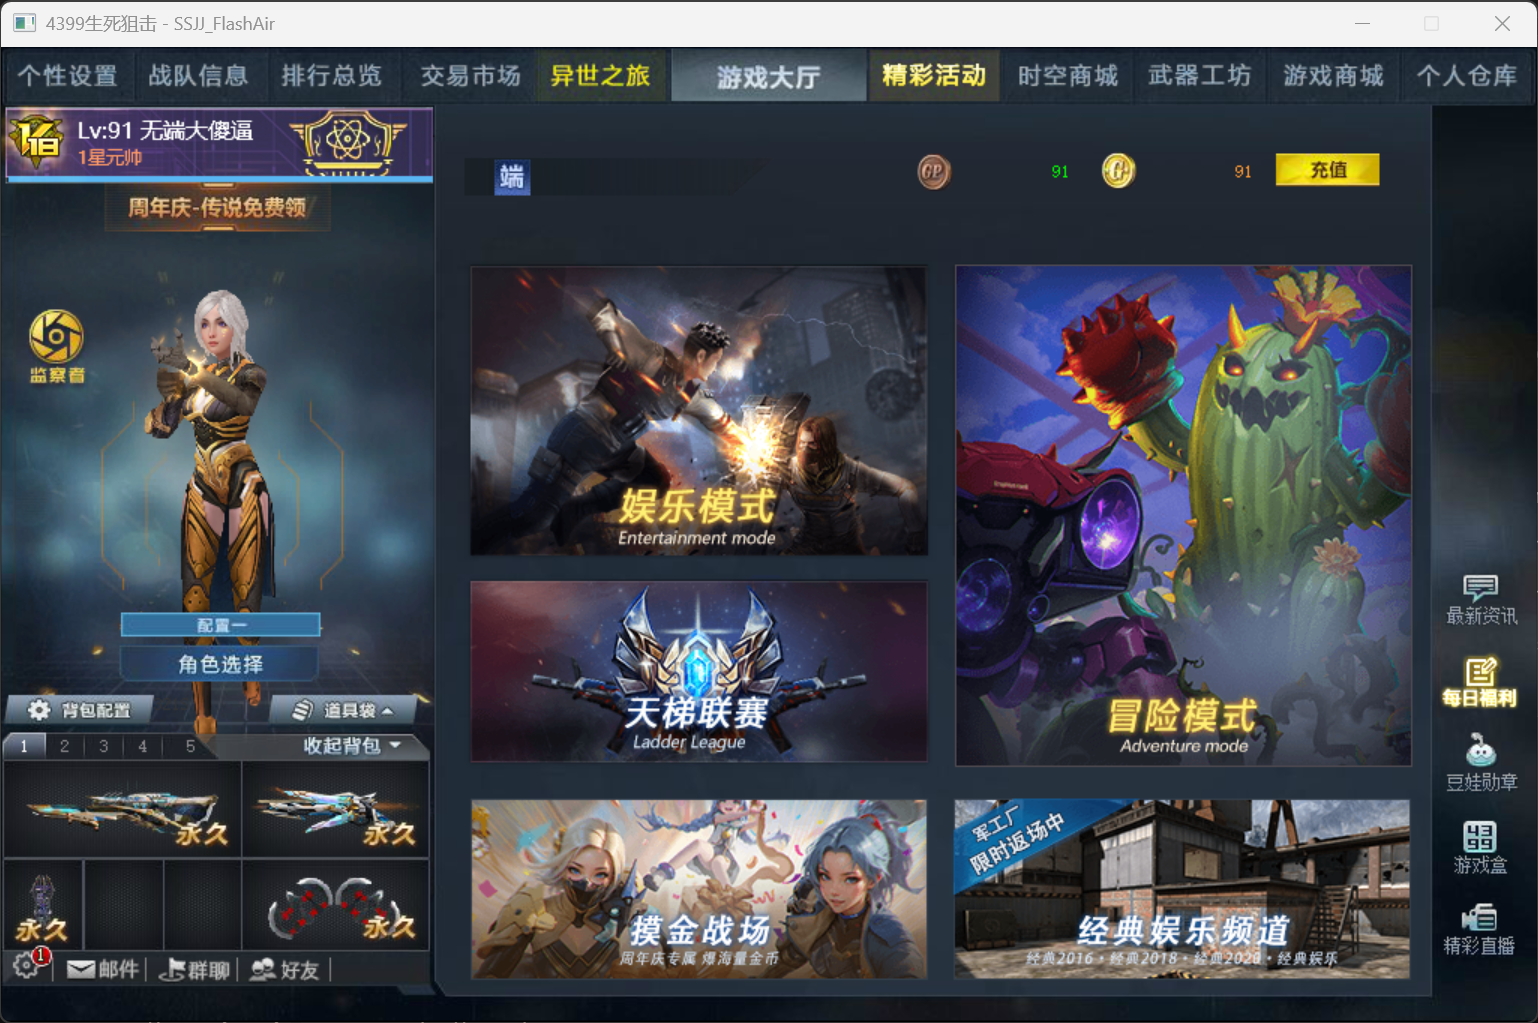 4399生死狙击 - SSJJ_FlashAir
个性设置 战队信息 排行总览 交易市场 异世之旅 游戏大厅 精彩活动 时空商城 武器工坊 游戏商城 个人仓库
Lv:91 无端大傻逼
1星元帅
周年庆-传说免费领
监察者
配置一
角色选择
背包配置 道具袋
1 2 3 4 5 收起背包
永久 永久
永久 永久
1
邮件 群聊 好友
端 GP 91 G 91 充值
娱乐模式
Entertainment mode
天梯联赛
Ladder League
冒险模式
Adventure mode
摸金战场
周年庆专属 爆海量金币
军工厂
限时返场中
经典娱乐频道
经典2016·经典2018·经典2020·经典娱乐
最新资讯
每日福利
豆娃勋章
游戏盒
精彩直播